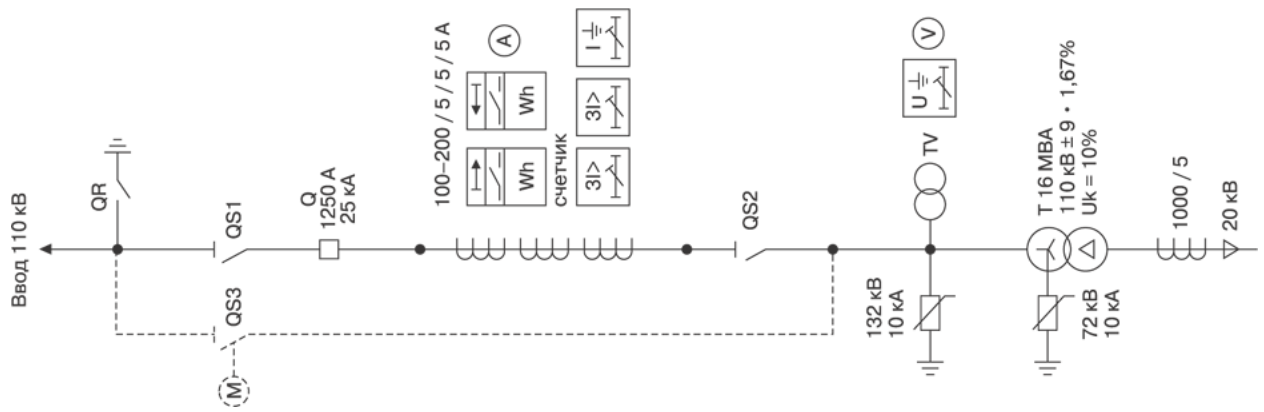 Ввод 110 кВ
QR
QS1
QS3
M
Q
1250 А
25 кА
100–200 / 5 / 5 / 5 А
Wh
Wh
счетчик
A
3I>
3I>
I
QS2
TV
U
V
132 кВ
10 кА
72 кВ
10 кА
Т 16 МВА
110 кВ ± 9 • 1,67%
Uk = 10%
1000 / 5
20 кВ